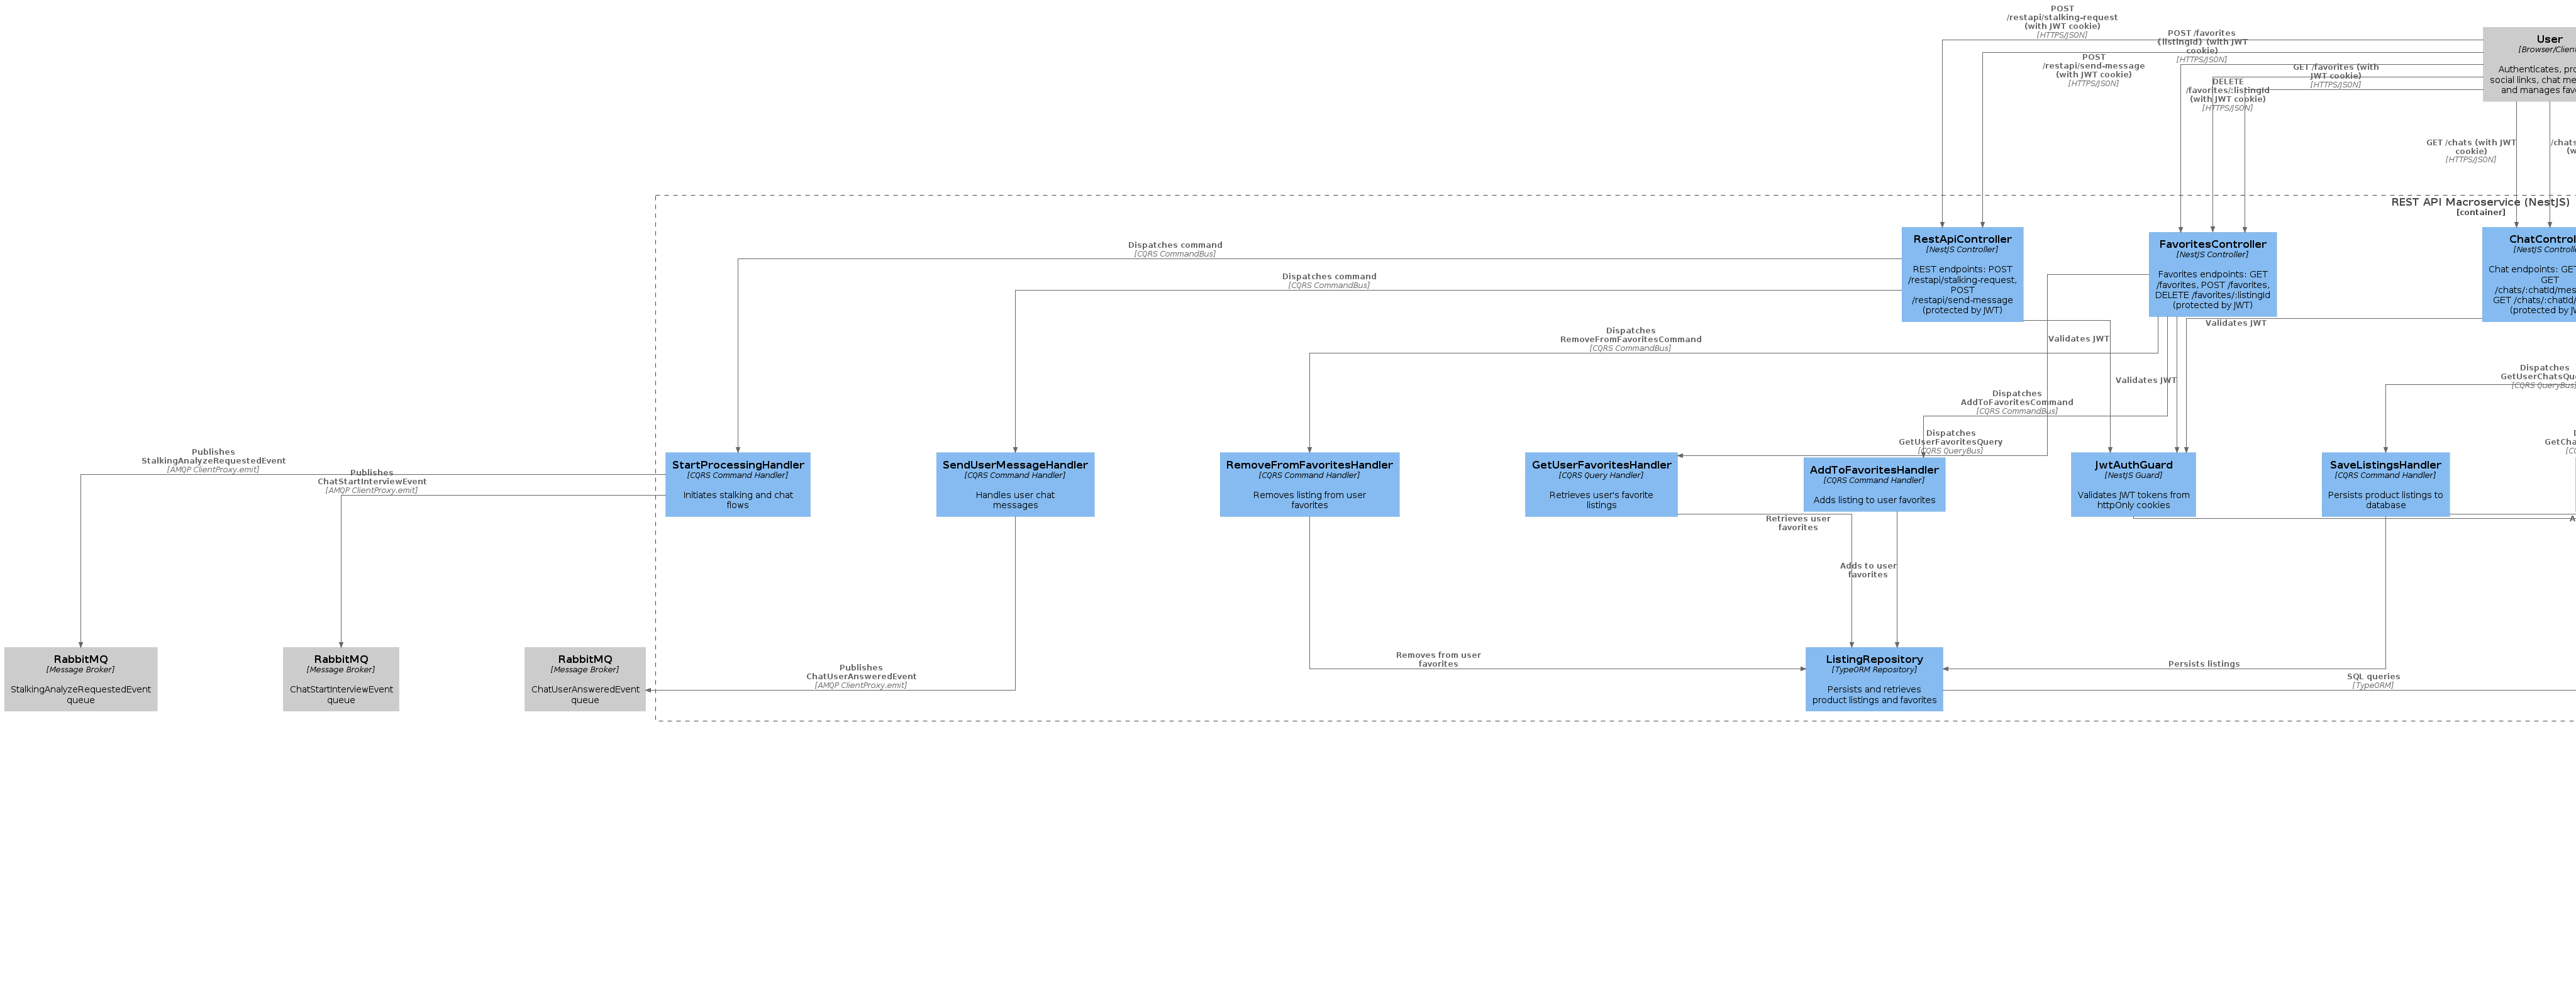 POST
/restapi/stalking-request
(with JWT cookie)
[HTTPS/JSON]
POST /favorites
{listingId} (with JWT
cookie)
[HTTPS/JSON]
POST
/restapi/send-message
(with JWT cookie)
[HTTPS/JSON]
GET /favorites (with
JWT cookie)
[HTTPS/JSON]
DELETE
/favorites/:listingId
(with JWT cookie)
[HTTPS/JSON]
User
[Browser/Client
Authenticates,
social links, chat
and manages
GET /chats (with JWT
cookie)
[HTTPS/JSON]
REST API Macroservice (NestJS)
[container]
RestApiController
[NestJS Controller]
REST endpoints: POST
/restapi/stalking-request,
POST
/restapi/send-message
(protected by JWT)
FavoritesController
[NestJS Controller]
Favorites endpoints: GET
/favorites, POST /favorites,
DELETE /favorites/:listingId
(protected by JWT)
Chat endpoints: GET
GET
GET /chats/:chatId/
(protected by
Dispatches command
[CQRS CommandBus]
Dispatches command
[CQRS CommandBus]
Dispatches
RemoveFromFavoritesCommand
[CQRS CommandBus]
Validates JWT
Validates JWT
Validates JWT
Dispatches
[CQRS QueryBus]
Dispatches
AddToFavoritesCommand
[CQRS CommandBus]
Dispatches
GetUserFavoritesQuery
[CQRS QueryBus]
Publishes
StalkingAnalyzeRequestedEvent
[AMQP ClientProxy.emit]
Publishes
ChatStartInterviewEvent
[AMQP ClientProxy.emit]
StartProcessingHandler
[CQRS Command Handler]
Initiates stalking and chat
flows
SendUserMessageHandler
[CQRS Command Handler]
Handles user chat
messages
RemoveFromFavoritesHandler
[CQRS Command Handler]
Removes listing from user
favorites
GetUserFavoritesHandler
[CQRS Query Handler]
Retrieves user's favorite
listings
AddToFavoritesHandler
[CQRS Command Handler]
Adds listing to user favorites
JwtAuthGuard
[NestJS Guard]
Validates JWT tokens from
httpOnly cookies
SaveListingsHandler
[CQRS Command Handler]
Persists product listings to
database
Retrieves user
favorites
Adds to user
favorites
RabbitMQ
[Message Broker]
StalkingAnalyzeRequestedEvent
queue
RabbitMQ
[Message Broker]
ChatStartInterviewEvent
queue
RabbitMQ
[Message Broker]
ChatUserAnsweredEvent
queue
Publishes
ChatUserAnsweredEvent
[AMQP ClientProxy.emit]
Removes from user
favorites
ListingRepository
[TypeORM Repository]
Persists and retrieves
product listings and favorites
Persists listings
SQL queries
[TypeORM]